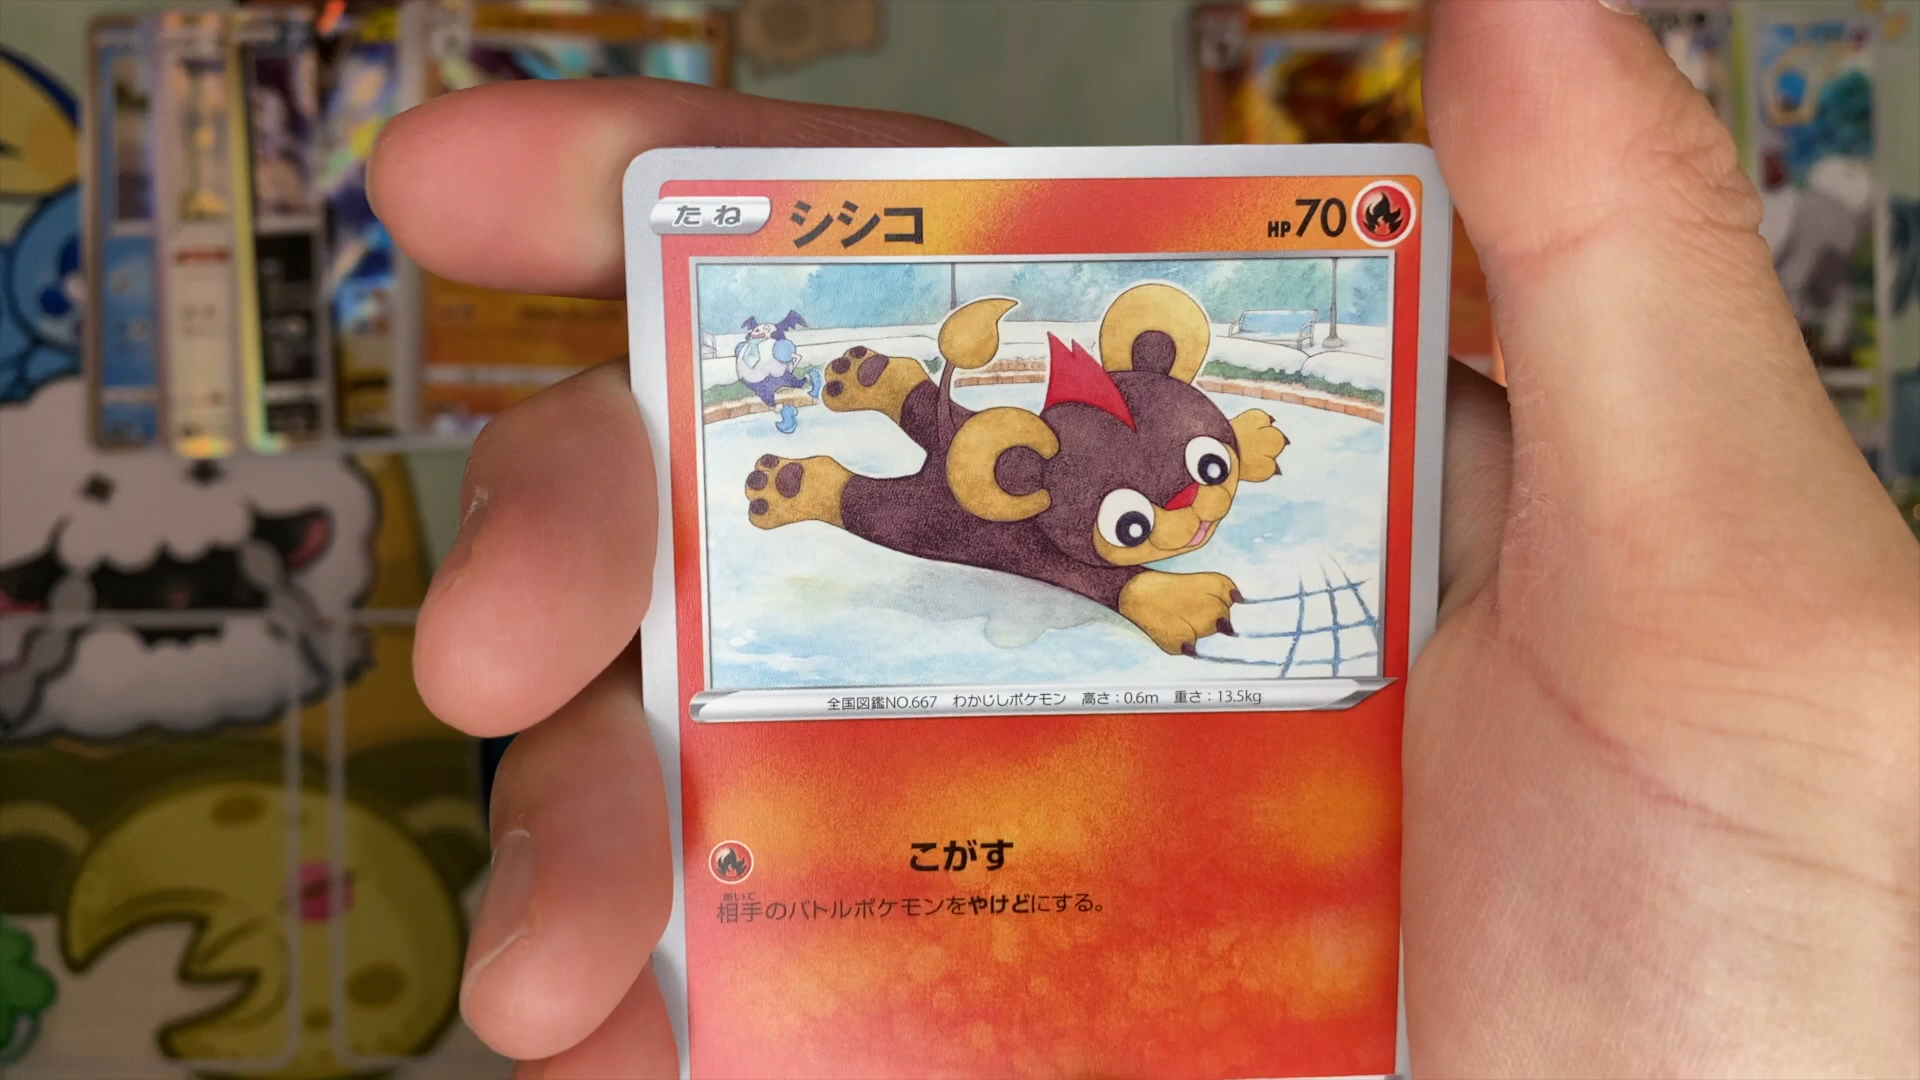 たね シシコ HP70
全国図鑑NO.667 わかじしポケモン 高さ：0.6m 重さ：13.5kg
こがす
あいて
相手のバトルポケモンをやけどにする。